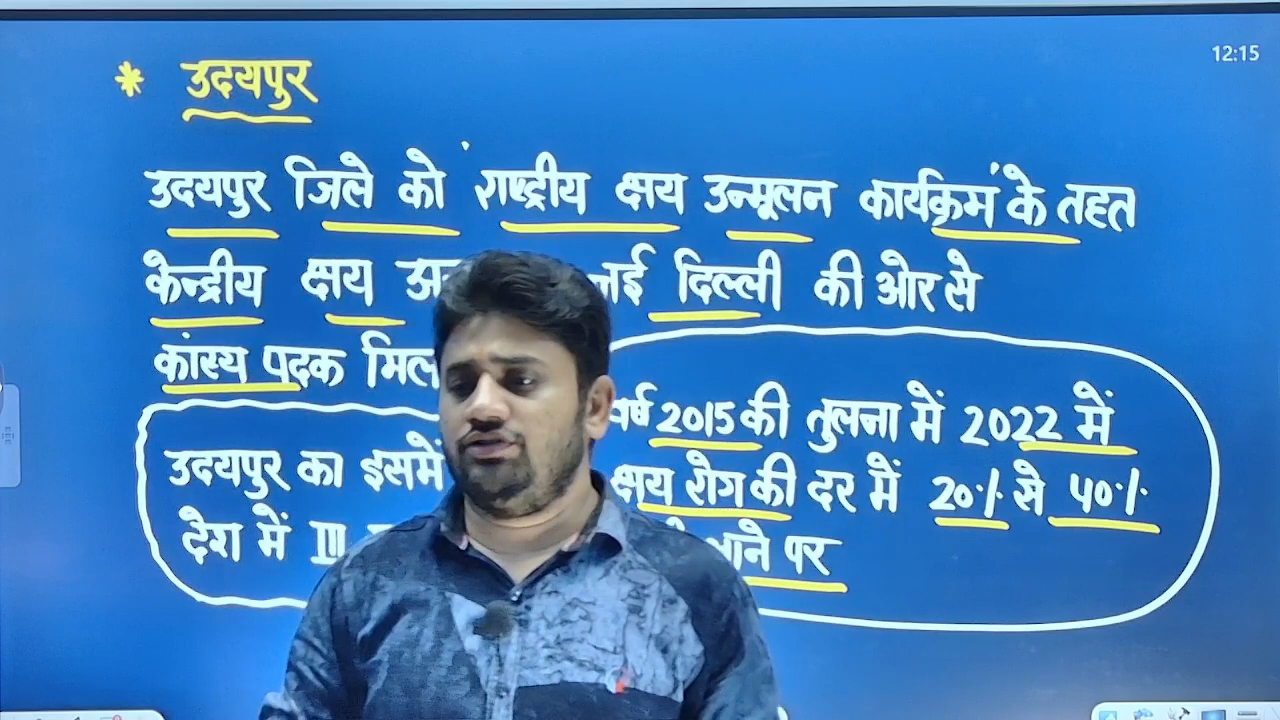 12:15
* उदयपुर
उदयपुर जिले को राष्ट्रीय क्षय उन्मूलन कार्यक्रम के तहत
केन्द्रीय क्षय दिल्ली की ओर से
कांस्य पदक
वर्ष 2015 की तुलना में 2022 में
उदयपुर का इसमें क्षय रोग की दर में 20% से 40%
देश में III पर